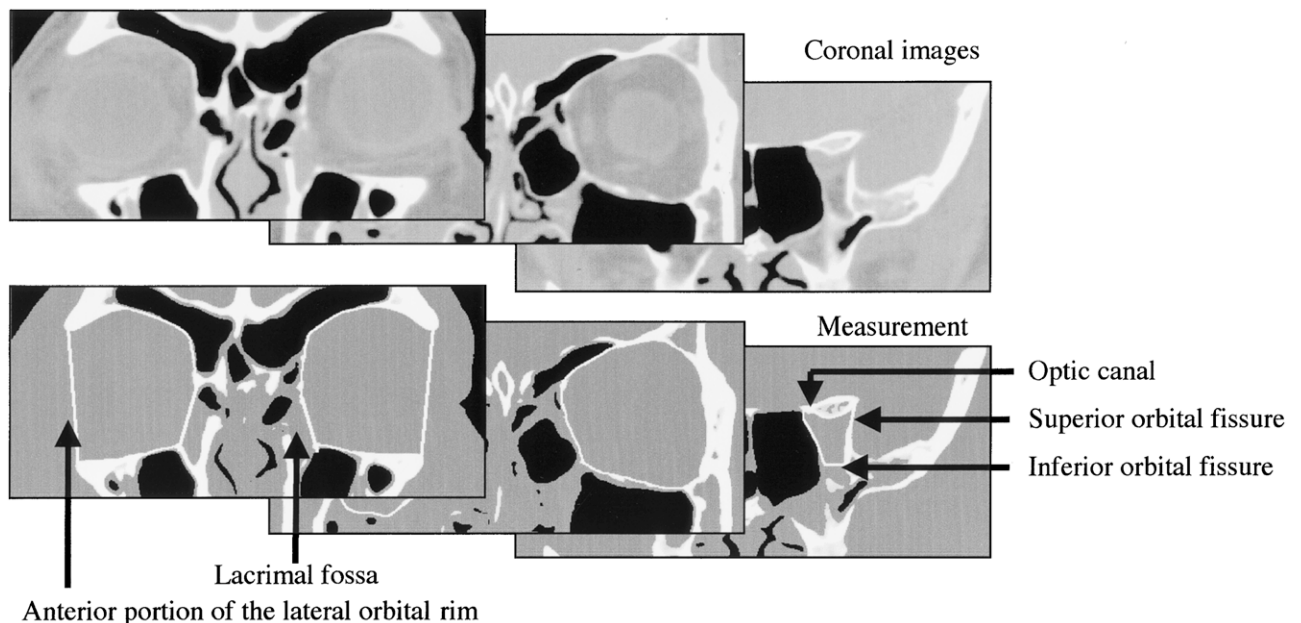 Coronal images
Measurement
Optic canal
Superior orbital fissure
Inferior orbital fissure
Lacrimal fossa
Anterior portion of the lateral orbital rim